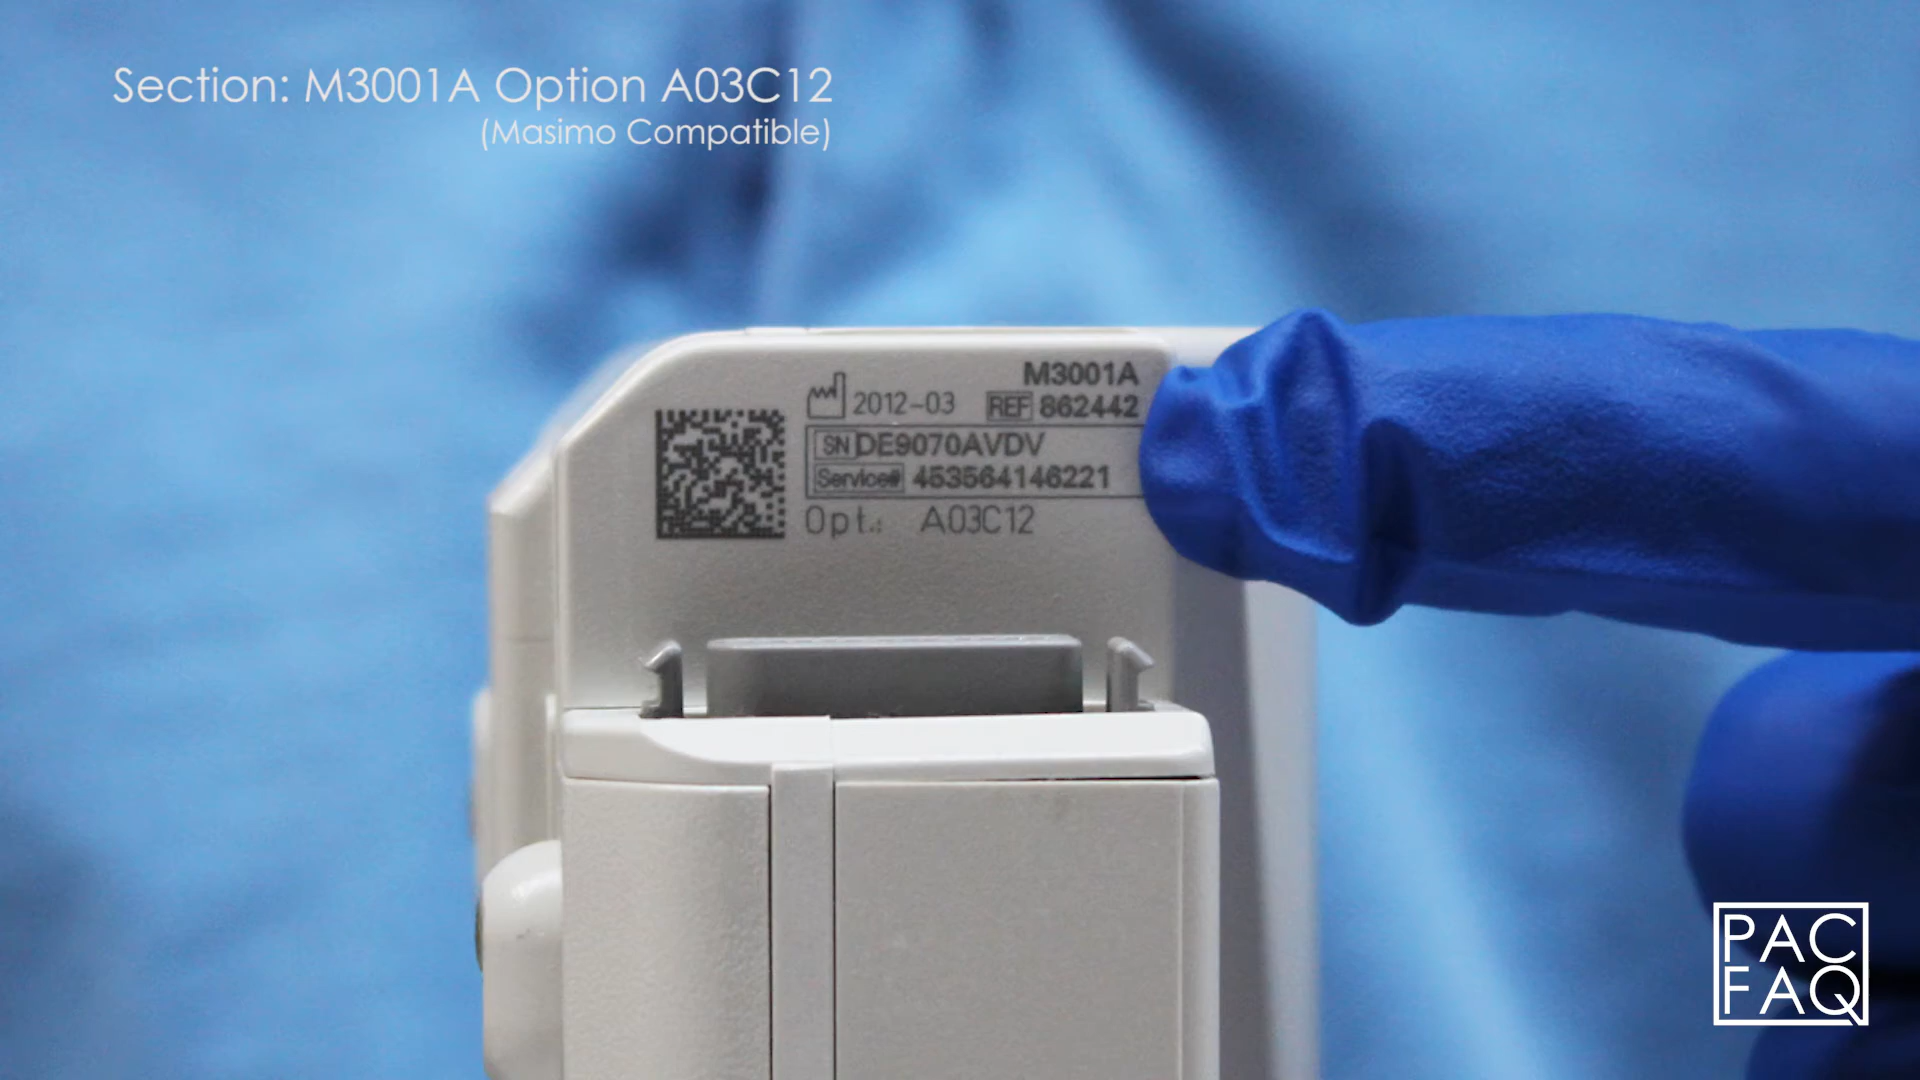 Section: M3001A Option A03C12
(Masimo Compatible)
M3001A
2012-03 REF 862442
SN DE9070AVDV
Service# 453564146221
Opt.: A03C12
PAC
FAQ